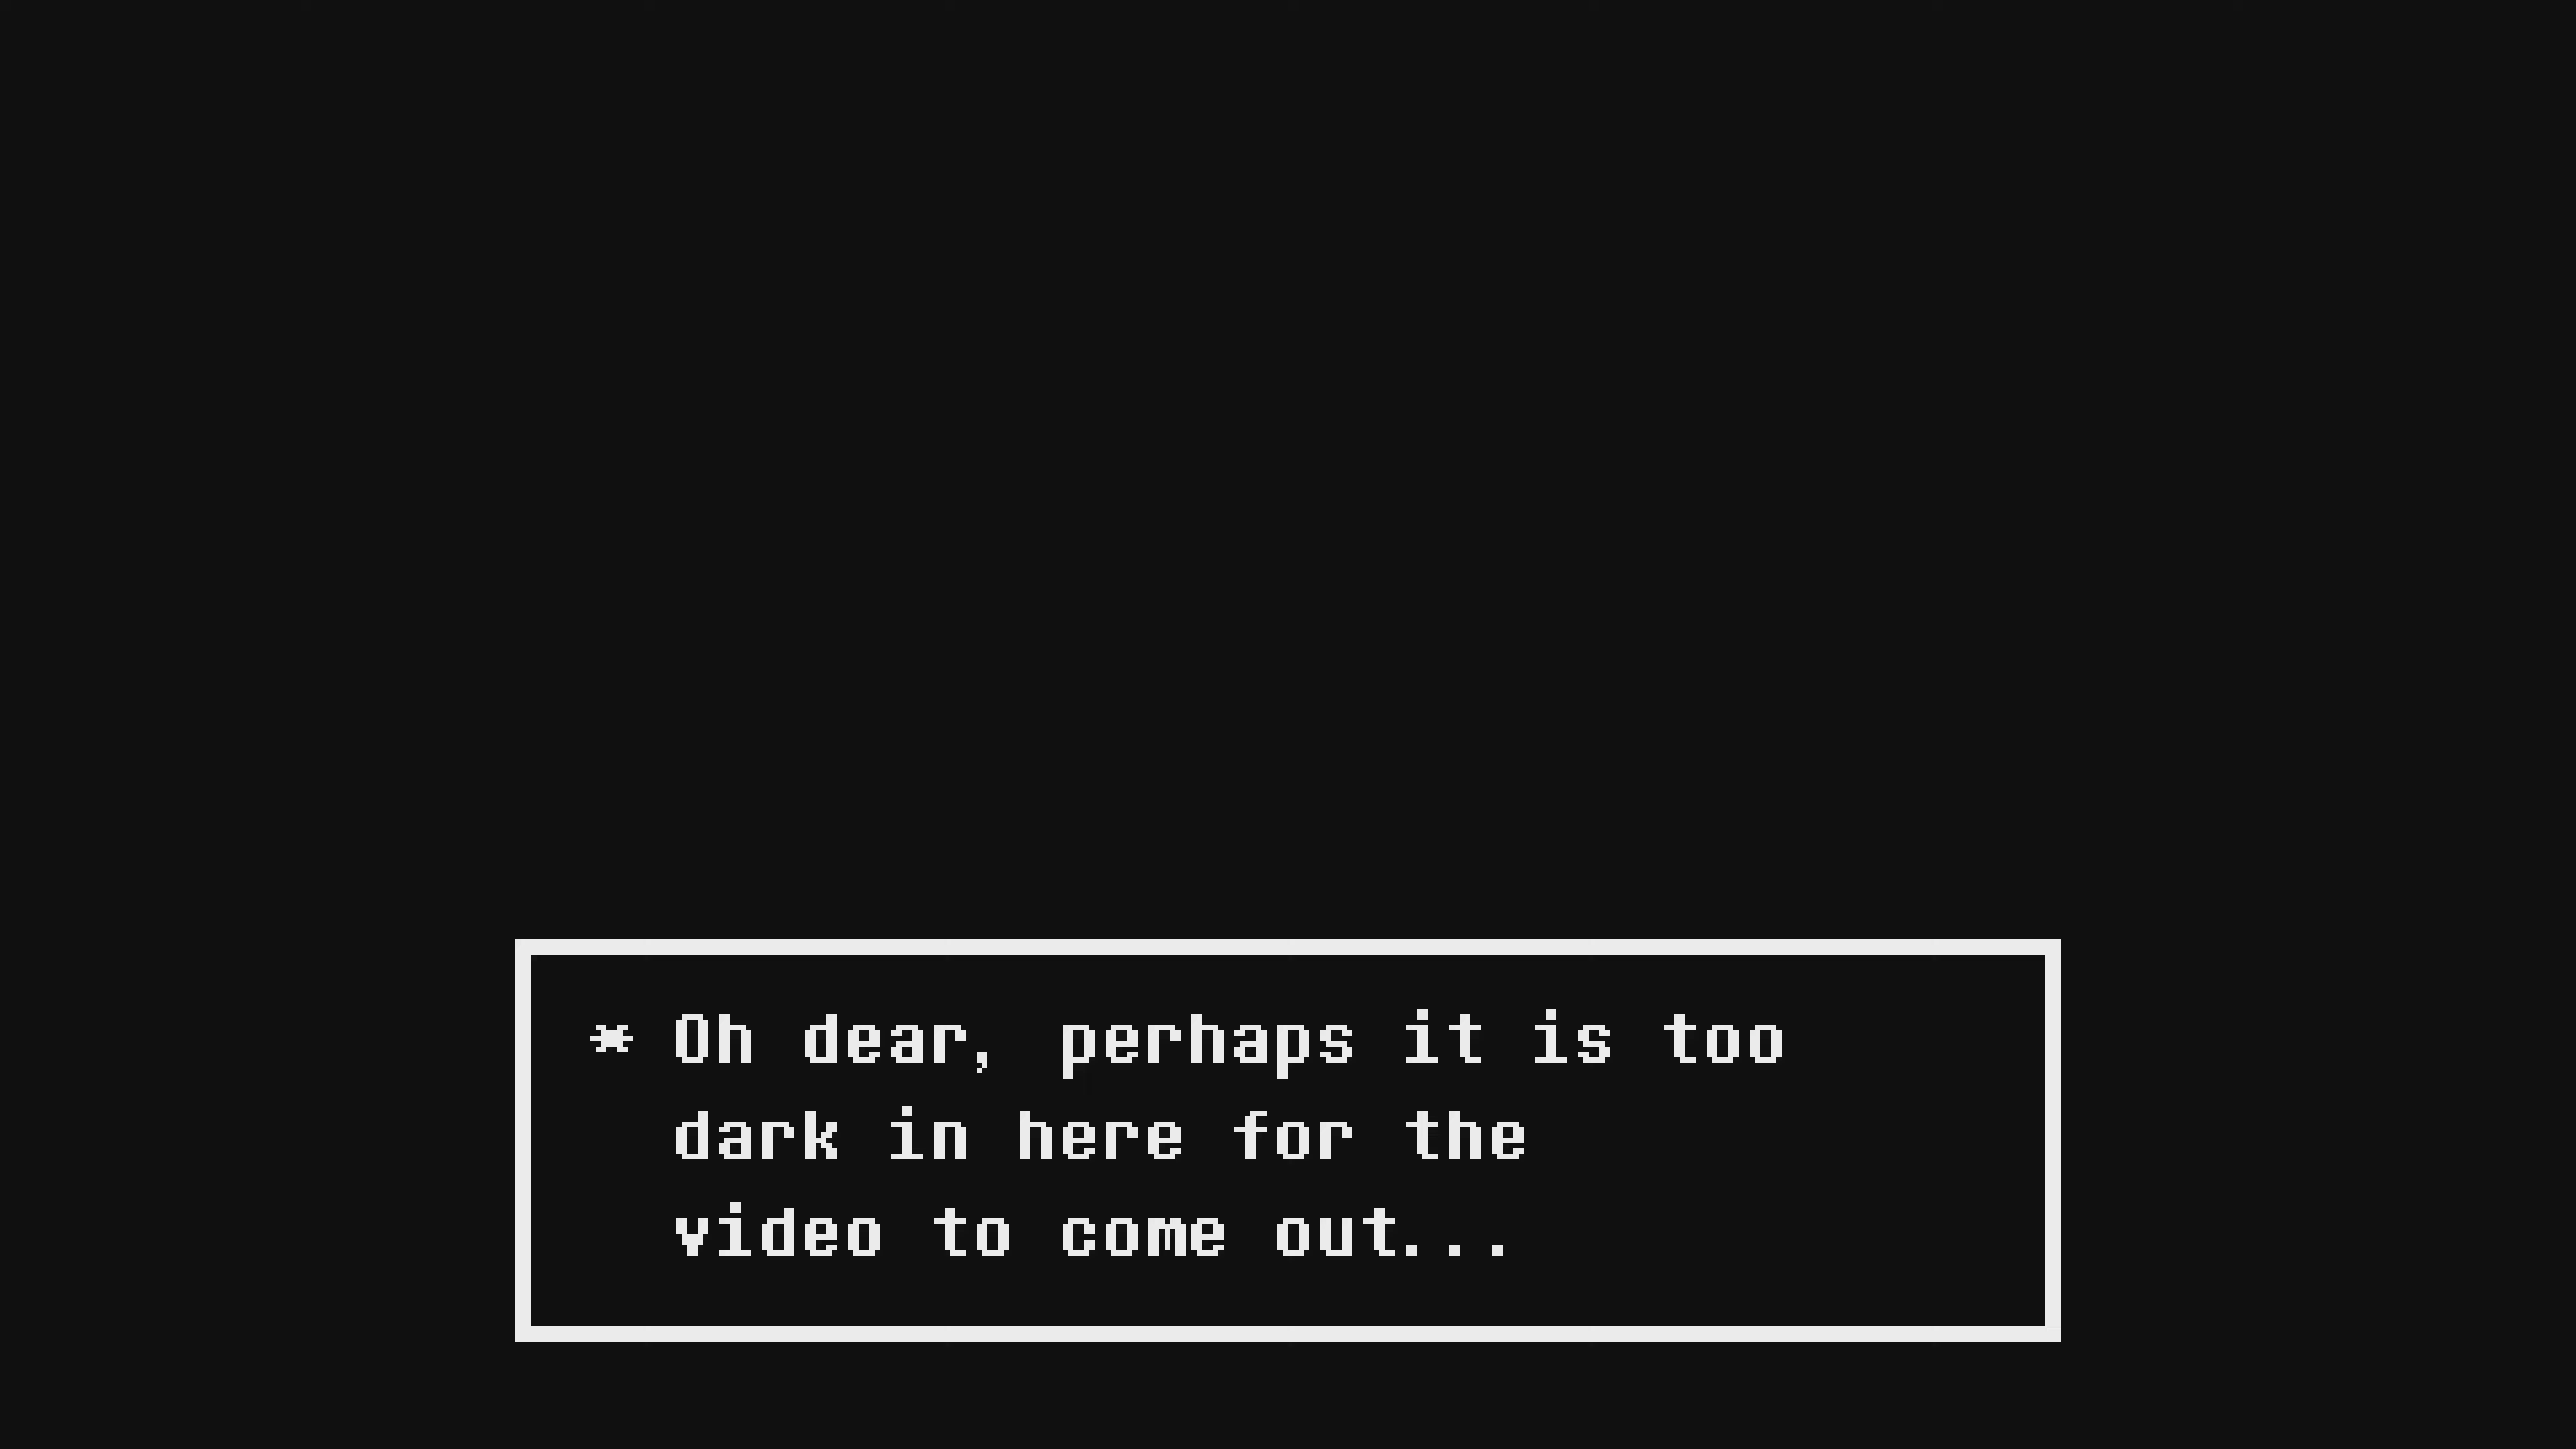 * Oh dear, perhaps it is too
dark in here for the
video to come out...